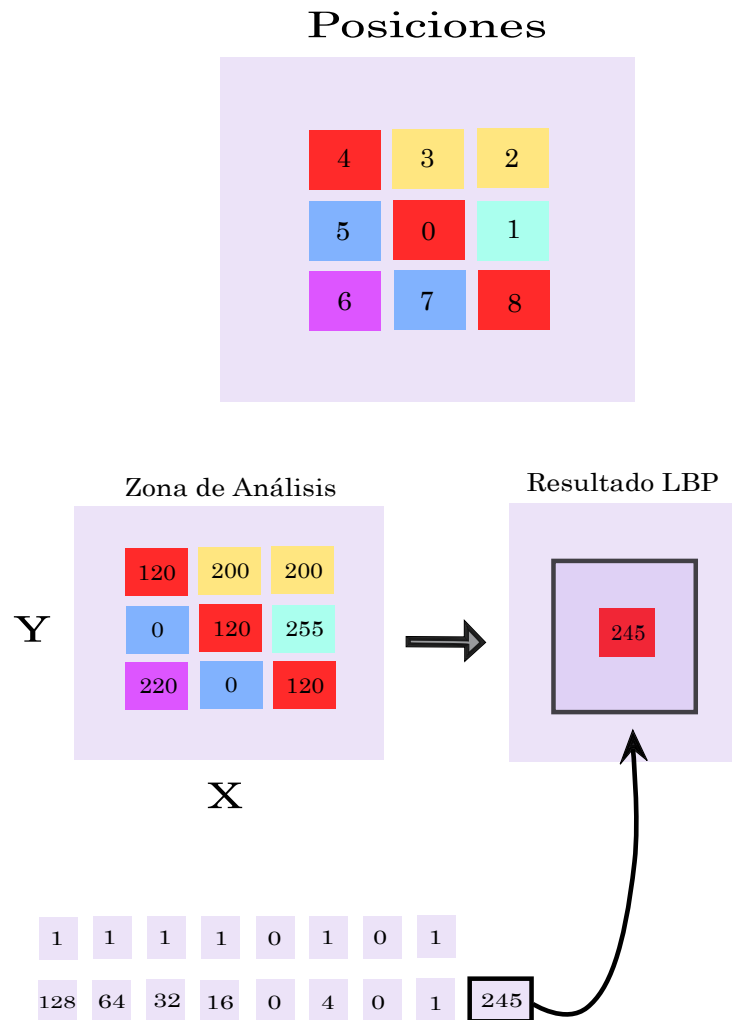 Posiciones
4 3 2
5 0 1
6 7 8
Zona de Análisis
Resultado LBP
120 200 200
Y 0 120 255
245
220 0 120
X
1 1 1 1 0 1 0 1
128 64 32 16 0 4 0 1 245